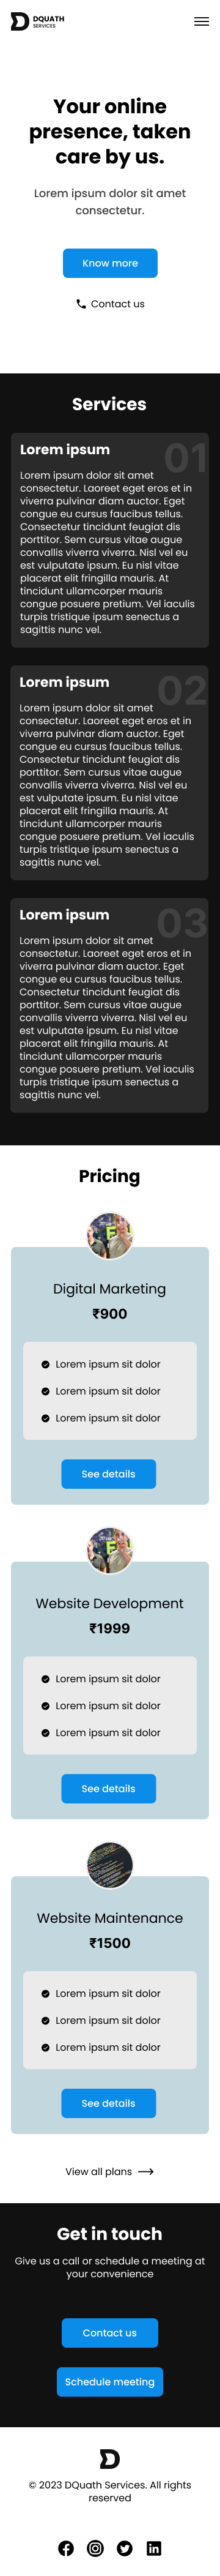 DQUATH
SERVICES
Your online
presence, taken
care by us.
Lorem ipsum dolor sit amet
consectetur.
Know more
Contact us
Services
01
Lorem ipsum
Lorem ipsum dolor sit amet
consectetur. Laoreet eget eros et in
viverra pulvinar diam auctor. Eget
congue eu cursus faucibus tellus.
Consectetur tincidunt feugiat dis
porttitor. Sem cursus vitae augue
convallis viverra viverra. Nisl vel eu
est vulputate ipsum. Eu nisl vitae
placerat elit fringilla mauris. At
tincidunt ullamcorper mauris
congue posuere pretium. Vel iaculis
turpis tristique ipsum senectus a
sagittis nunc vel.
02
Lorem ipsum
Lorem ipsum dolor sit amet
consectetur. Laoreet eget eros et in
viverra pulvinar diam auctor. Eget
congue eu cursus faucibus tellus.
Consectetur tincidunt feugiat dis
porttitor. Sem cursus vitae augue
convallis viverra viverra. Nisl vel eu
est vulputate ipsum. Eu nisl vitae
placerat elit fringilla mauris. At
tincidunt ullamcorper mauris
congue posuere pretium. Vel iaculis
turpis tristique ipsum senectus a
sagittis nunc vel.
03
Lorem ipsum
Lorem ipsum dolor sit amet
consectetur. Laoreet eget eros et in
viverra pulvinar diam auctor. Eget
congue eu cursus faucibus tellus.
Consectetur tincidunt feugiat dis
porttitor. Sem cursus vitae augue
convallis viverra viverra. Nisl vel eu
est vulputate ipsum. Eu nisl vitae
placerat elit fringilla mauris. At
tincidunt ullamcorper mauris
congue posuere pretium. Vel iaculis
turpis tristique ipsum senectus a
sagittis nunc vel.
Pricing
Digital Marketing
₹900
Lorem ipsum sit dolor
Lorem ipsum sit dolor
Lorem ipsum sit dolor
See details
Website Development
₹1999
Lorem ipsum sit dolor
Lorem ipsum sit dolor
Lorem ipsum sit dolor
See details
Website Maintenance
₹1500
Lorem ipsum sit dolor
Lorem ipsum sit dolor
Lorem ipsum sit dolor
See details
View all plans
Get in touch
Give us a call or schedule a meeting at
your convenience
Contact us
Schedule meeting
© 2023 DQuath Services. All rights
reserved